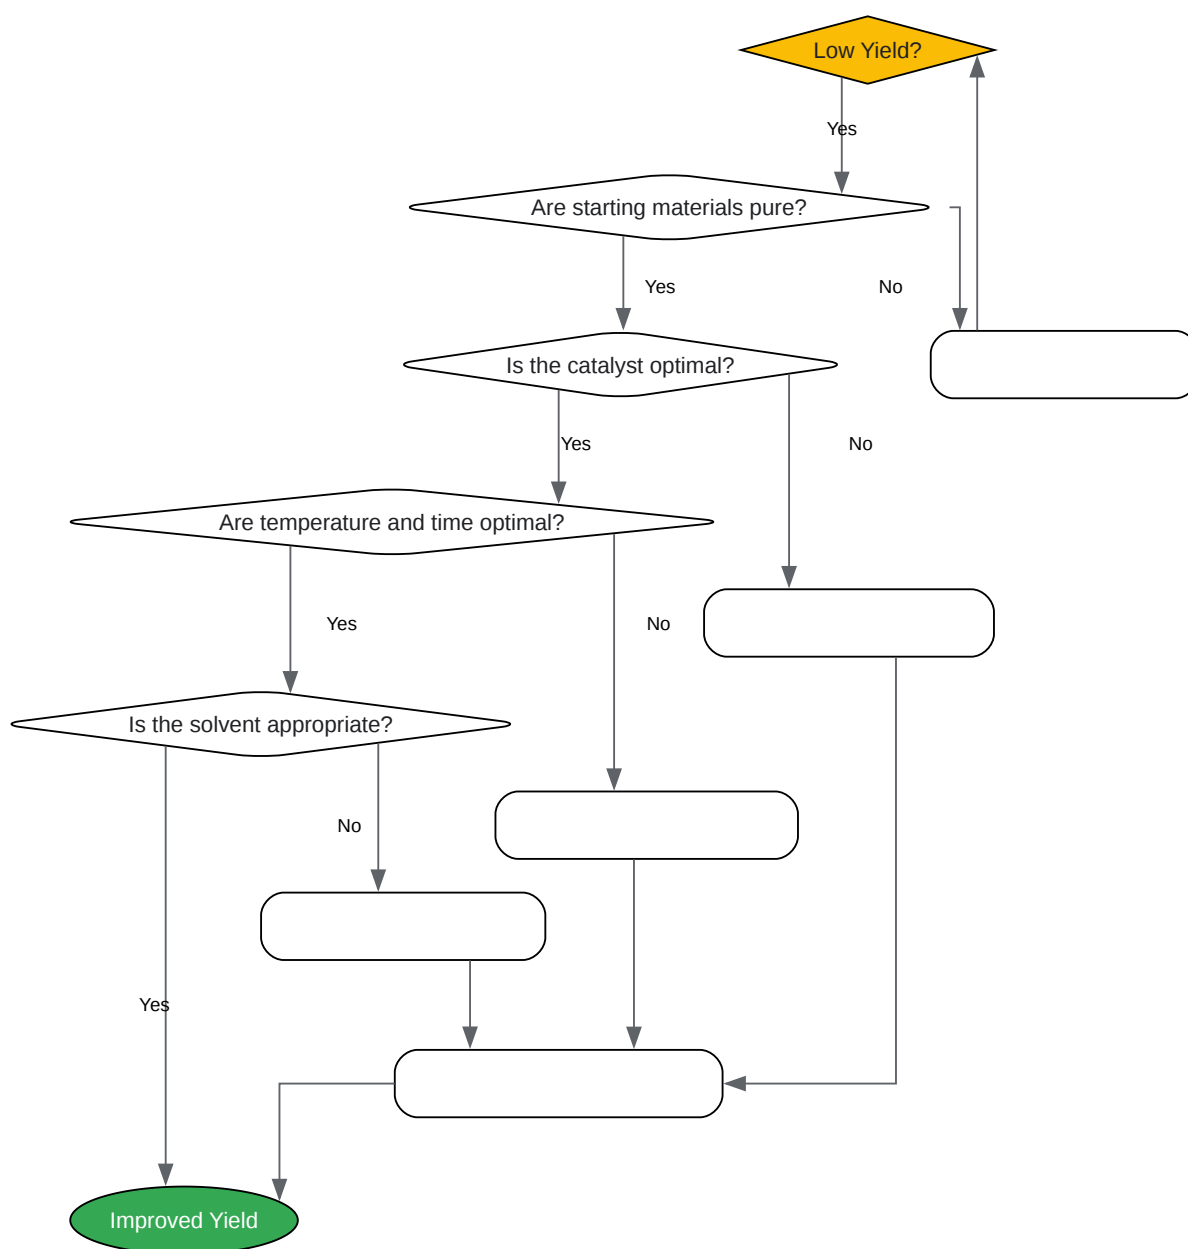 Low Yield?
Yes
Are starting materials pure?
Yes
No
Is the catalyst optimal?
Yes
No
Are temperature and time optimal?
Yes
No
Is the solvent appropriate?
No
Yes
Improved Yield